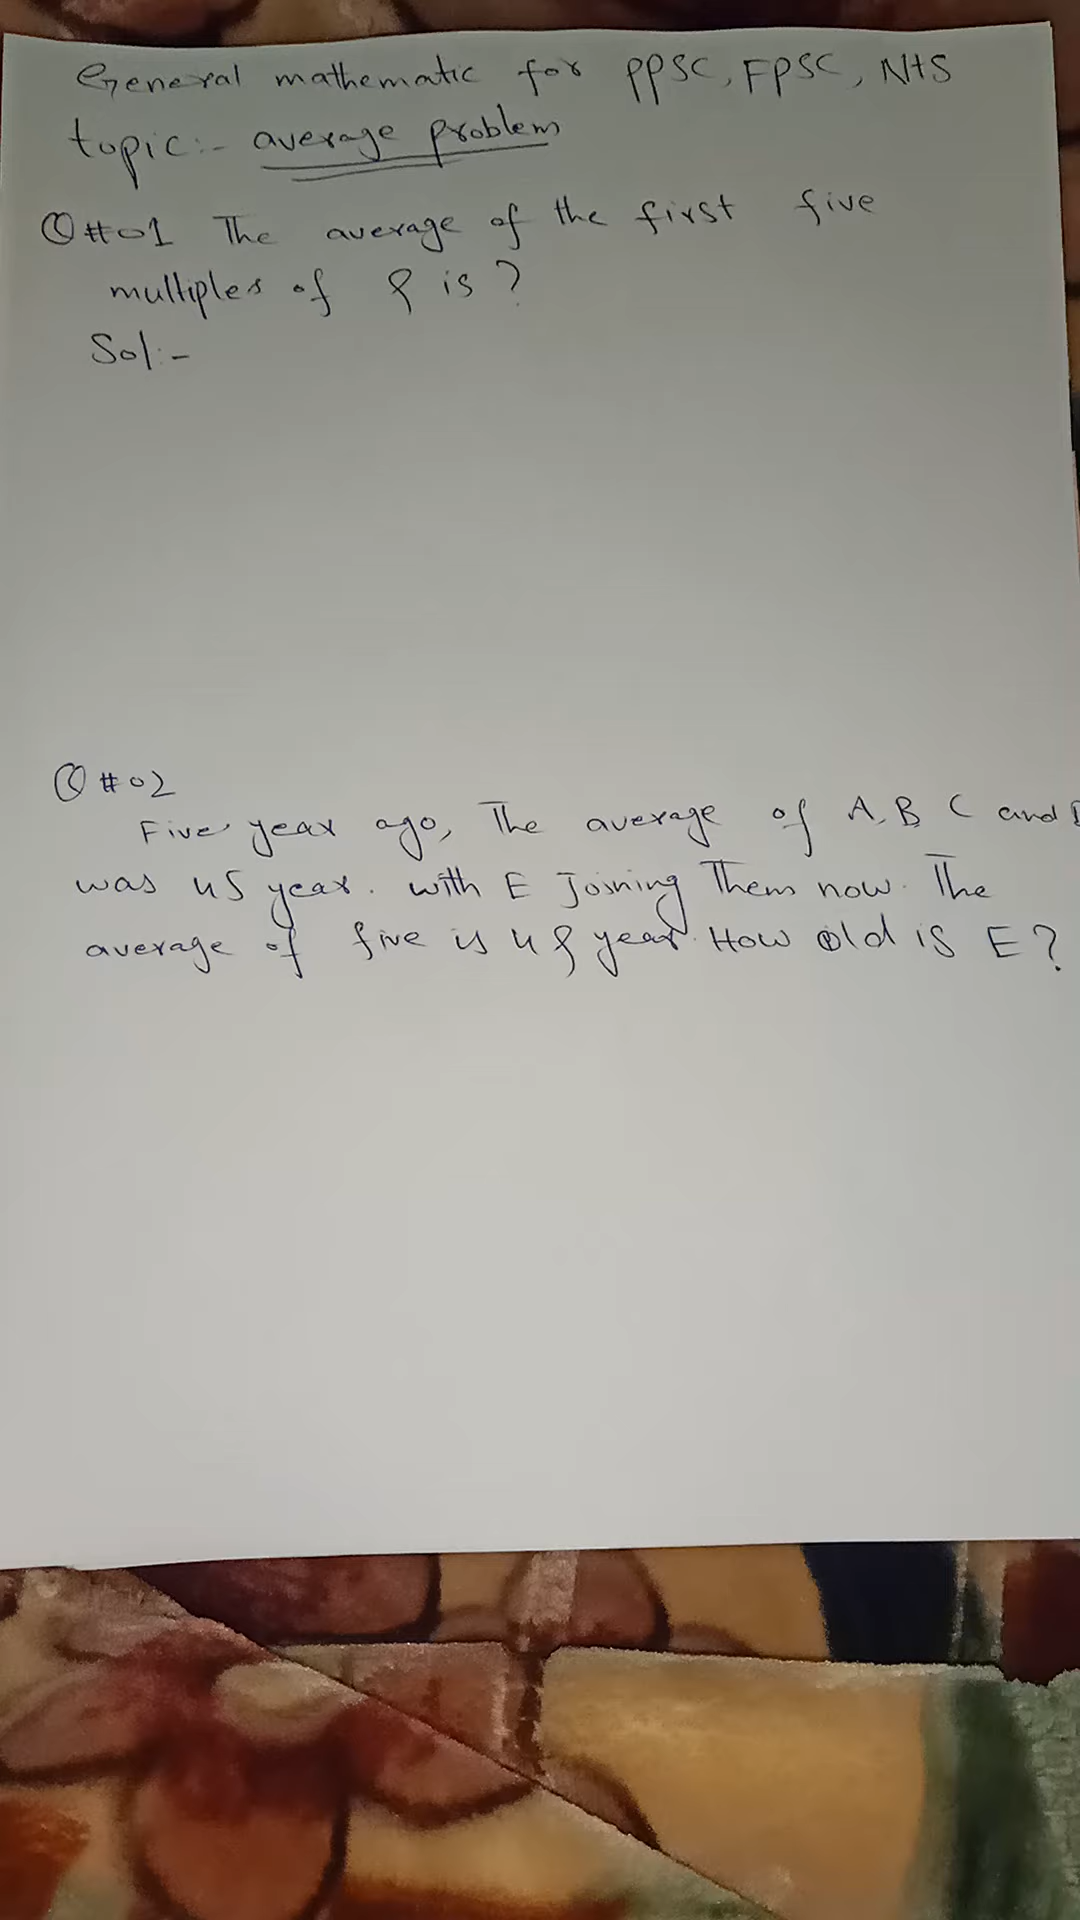 General mathematic for PPSC, FPSC, NtS
topic:- average problem
Q#01 The average of the first five
multiples of 9 is ?
Sol:-
Q#02
Five year ago, The average of A, B C and D
was 45 year. with E Joining Them now. The
average of five is 49 year. How old is E?